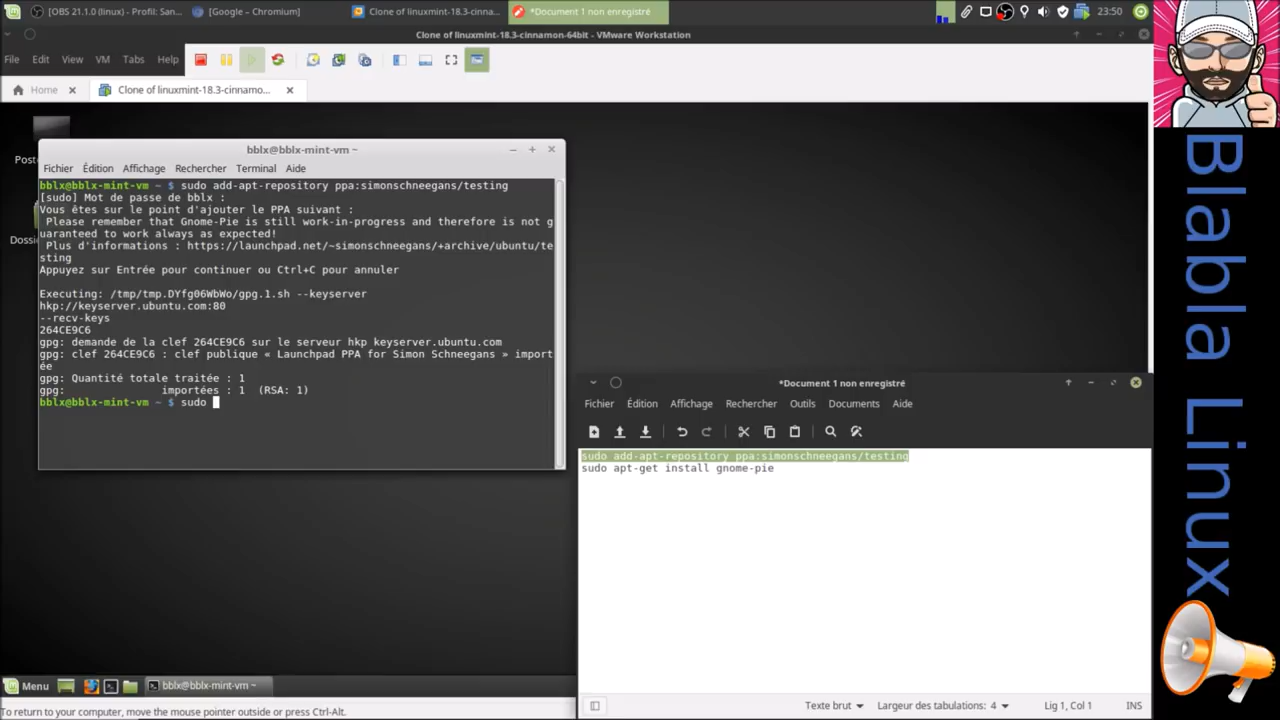 [OBS 21.1.0 (linux) - Profil: San...
[Google – Chromium]
Clone of linuxmint-18.3-cinnam...
*Document 1 non enregistré
23:50
Clone of linuxmint-18.3-cinnamon-64bit - VMware Workstation
File Edit View VM Tabs Help
Home
Clone of linuxmint-18.3-cinnamo...
Post
Dossi
bblx@bblx-mint-vm ~
Fichier Édition Affichage Rechercher Terminal Aide
bblx@bblx-mint-vm ~ $ sudo add-apt-repository ppa:simonschneegans/testing
[sudo] Mot de passe de bblx :
Vous êtes sur le point d'ajouter le PPA suivant :
Please remember that Gnome-Pie is still work-in-progress and therefore is not g
uaranteed to work always as expected!
Plus d'informations : https://launchpad.net/~simonschneegans/+archive/ubuntu/te
sting
Appuyez sur Entrée pour continuer ou Ctrl+C pour annuler
Executing: /tmp/tmp.DYfg06WbWo/gpg.1.sh --keyserver
hkp://keyserver.ubuntu.com:80
--recv-keys
264CE9C6
gpg: demande de la clef 264CE9C6 sur le serveur hkp keyserver.ubuntu.com
gpg: clef 264CE9C6 : clef publique « Launchpad PPA for Simon Schneegans » import
ée
gpg: Quantité totale traitée : 1
gpg: importées : 1 (RSA: 1)
bblx@bblx-mint-vm ~ $ sudo
*Document 1 non enregistré
Fichier Édition Affichage Rechercher Outils Documents Aide
sudo add-apt-repository ppa:simonschneegans/testing
sudo apt-get install gnome-pie
Texte brut Largeur des tabulations: 4 Lig 1, Col 1 INS
Menu
bblx@bblx-mint-vm ~
To return to your computer, move the mouse pointer outside or press Ctrl-Alt.
Blabla Linux